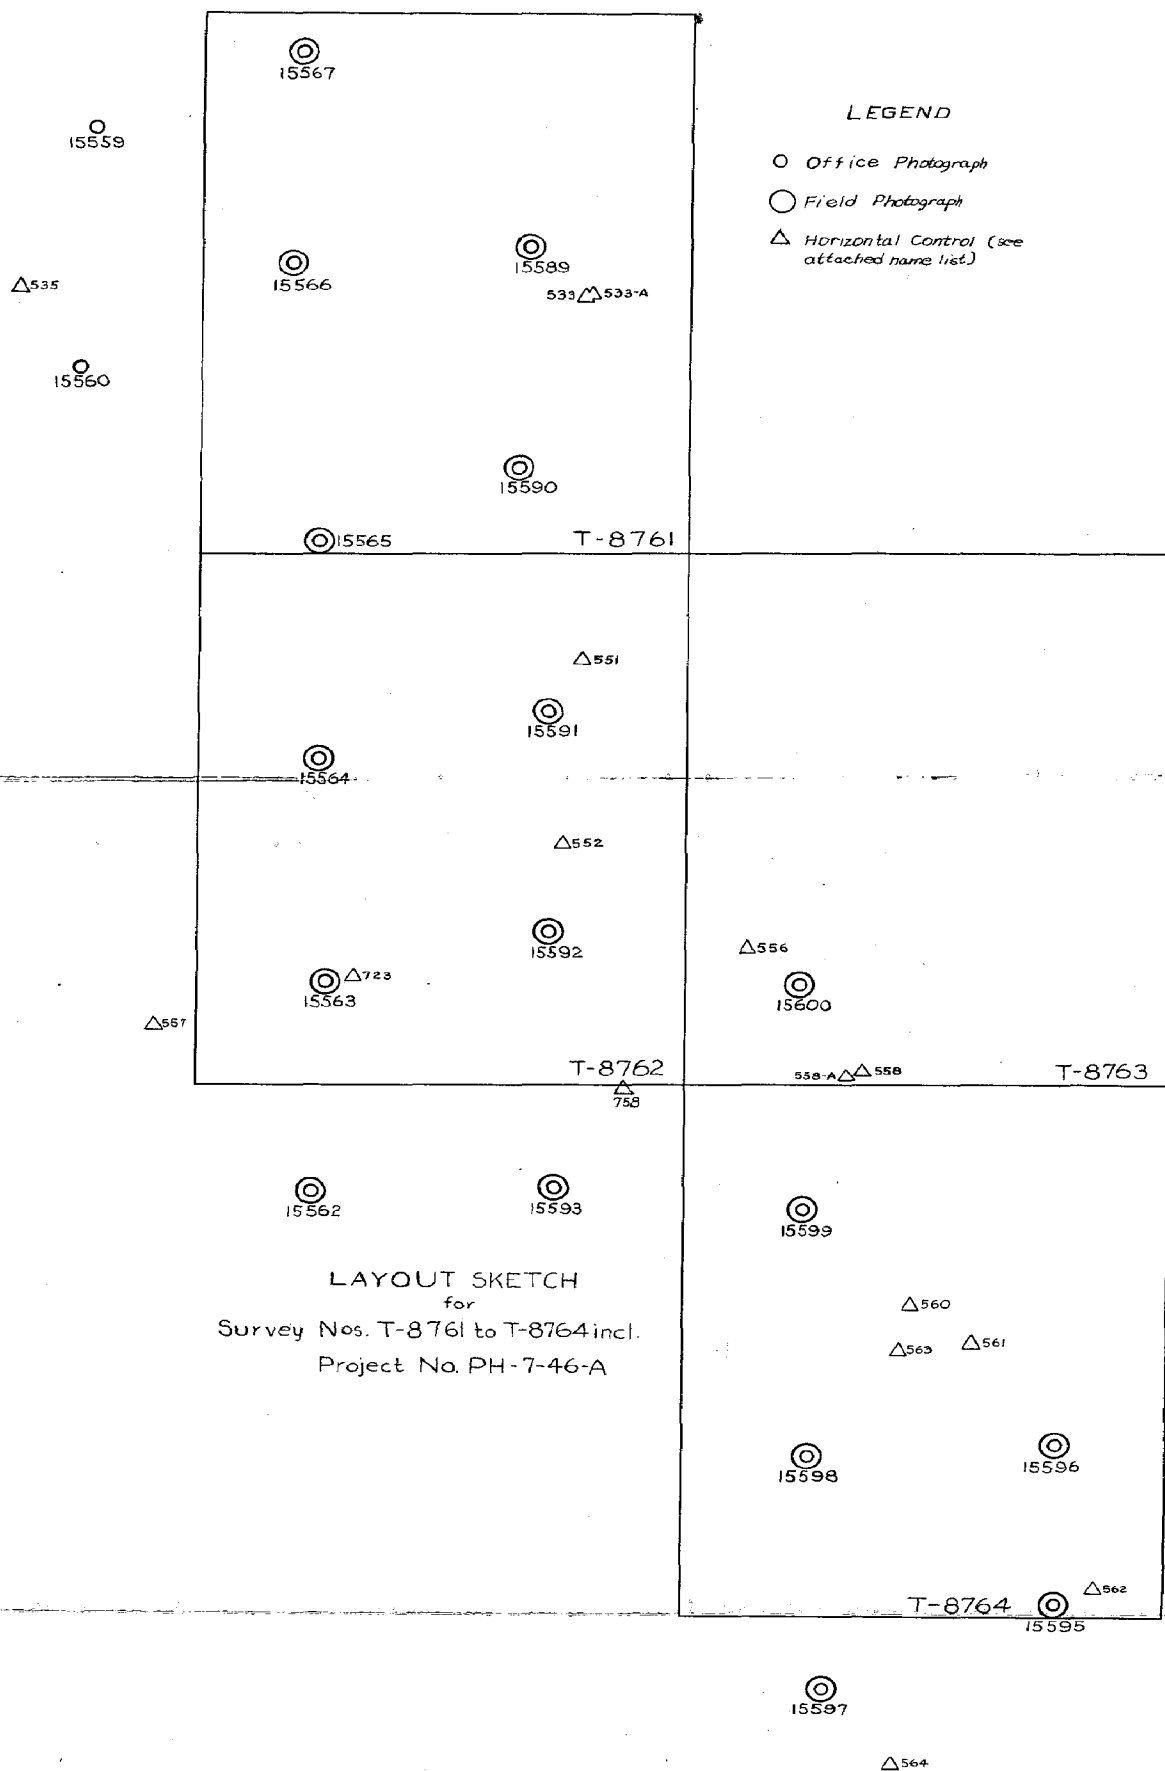 15567
15559
LEGEND
Office Photograph
Field Photograph
Horizontal Control (see
attached name list)
15566
15589
535
533
533-A
15560
15590
15565
T-8761
551
15591
15564
552
15592
556
723
15563
15600
557
T-8762
558-A
558
T-8763
758
15562
15593
15599
LAYOUT SKETCH
for
Survey Nos. T-8761 to T-8764 incl.
Project No. PH-7-46-A
560
563
561
15598
15596
562
T-8764
15595
15597
564